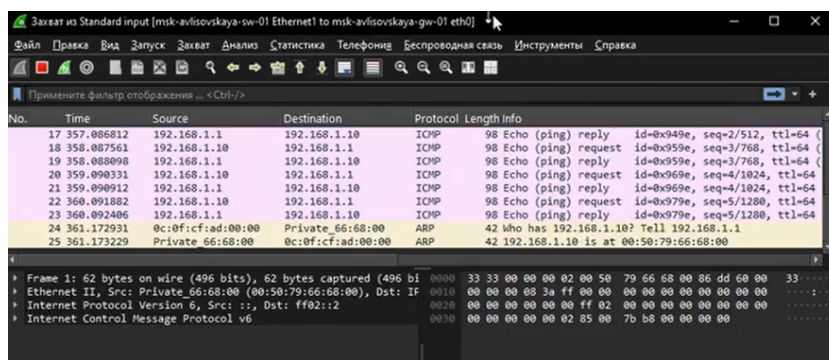 Захват из Standard input [msk-avlisovskaya-sw-01 Ethernet1 to msk-avlisovskaya-gw-01 eth0]
Файл Правка Вид Запуск Захват Анализ Статистика Телефония Беспроводная связь Инструменты Справка
Примените фильтр отображения ... <Ctrl-/>
No. Time Source Destination Protocol Length Info
17 357.086812 192.168.1.1 192.168.1.10 ICMP 98 Echo (ping) reply id=0x949e, seq=2/512, ttl=64 (
18 358.087561 192.168.1.10 192.168.1.1 ICMP 98 Echo (ping) request id=0x959e, seq=3/768, ttl=64 (
19 358.088098 192.168.1.1 192.168.1.10 ICMP 98 Echo (ping) reply id=0x959e, seq=3/768, ttl=64 (
20 359.090331 192.168.1.10 192.168.1.1 ICMP 98 Echo (ping) request id=0x969e, seq=4/1024, ttl=64
21 359.090912 192.168.1.1 192.168.1.10 ICMP 98 Echo (ping) reply id=0x969e, seq=4/1024, ttl=64
22 360.091882 192.168.1.10 192.168.1.1 ICMP 98 Echo (ping) request id=0x979e, seq=5/1280, ttl=64
23 360.092406 192.168.1.1 192.168.1.10 ICMP 98 Echo (ping) reply id=0x979e, seq=5/1280, ttl=64
24 361.172931 0c:0f:cf:ad:00:00 Private_66:68:00 ARP 42 Who has 192.168.1.10? Tell 192.168.1.1
25 361.173229 Private_66:68:00 0c:0f:cf:ad:00:00 ARP 42 192.168.1.10 is at 00:50:79:66:68:00
Frame 1: 62 bytes on wire (496 bits), 62 bytes captured (496 bi 0000 33 33 00 00 00 02 00 50 79 66 68 00 86 dd 60 00 33······
Ethernet II, Src: Private_66:68:00 (00:50:79:66:68:00), Dst: IP 0010 00 00 00 08 3a ff 00 00 00 00 00 00 00 00 00 00 ····:···
Internet Protocol Version 6, Src: ::, Dst: ff02::2 0020 00 00 00 00 00 00 ff 02 00 00 00 00 00 00 00 00 ········
Internet Control Message Protocol v6 0030 00 00 00 00 00 02 85 00 7b b8 00 00 00 00 ········